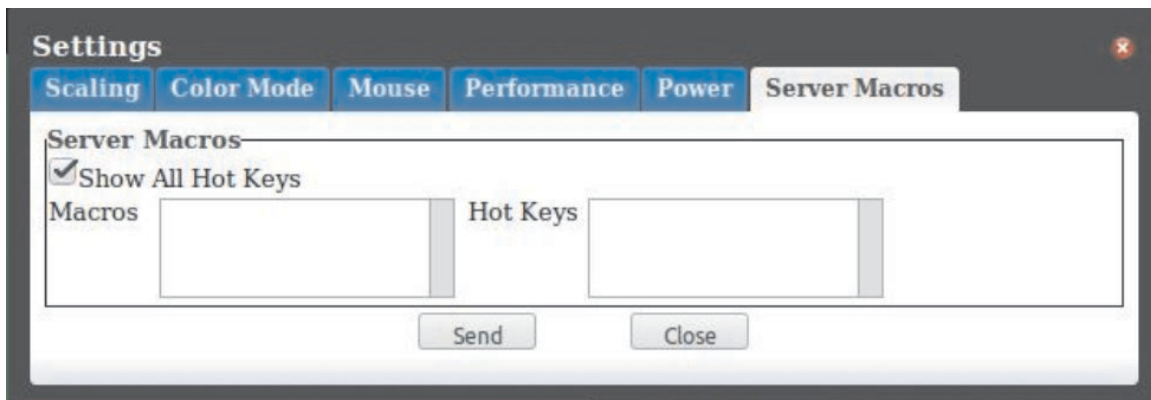 Settings
Scaling Color Mode Mouse Performance Power Server Macros
Server Macros
Show All Hot Keys
Macros Hot Keys
Send Close